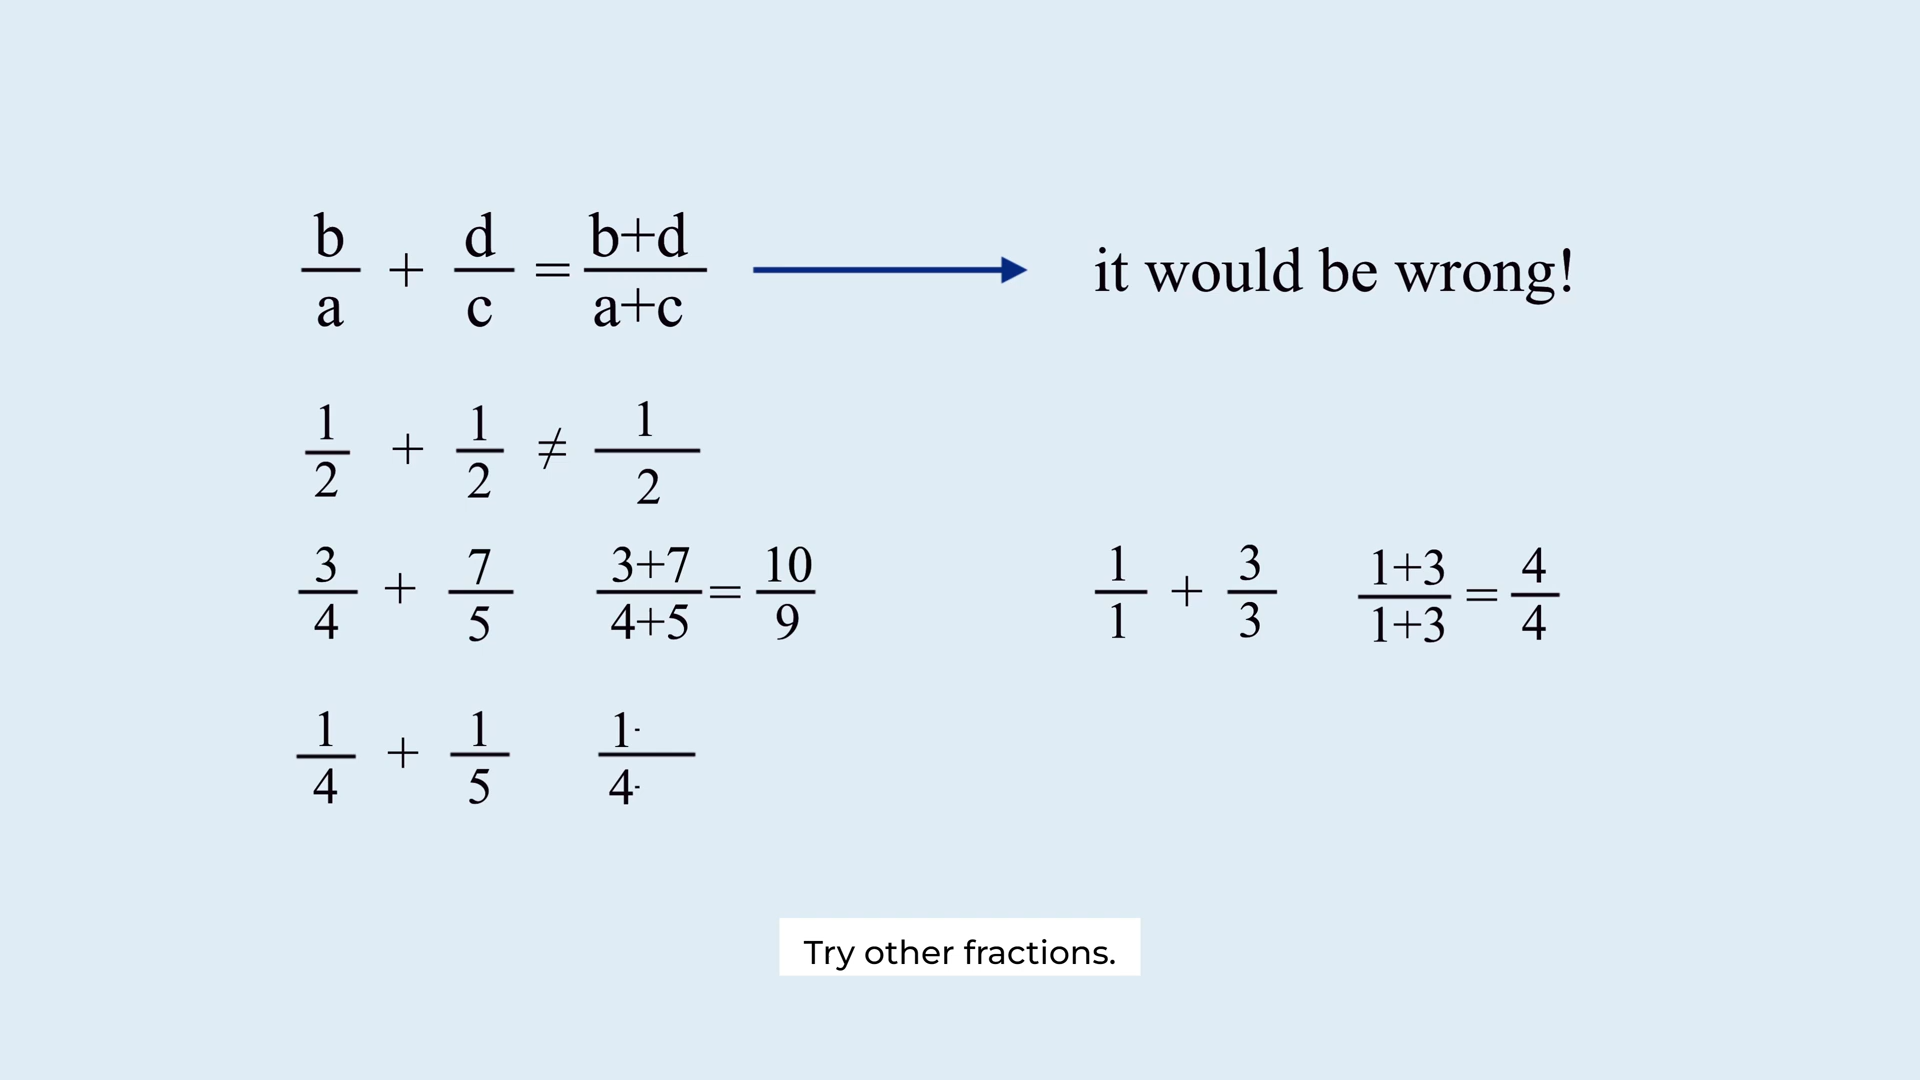 b/a + d/c = b+d/a+c it would be wrong!
1/2 + 1/2 ≠ 1/2
3/4 + 7/5 3+7/4+5 = 10/9 1/1 + 3/3 1+3/1+3 = 4/4
1/4 + 1/5 1-/4-
Try other fractions.